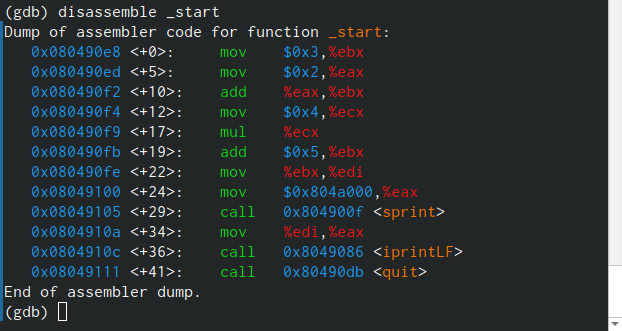 (gdb) disassemble _start
Dump of assembler code for function _start:
   0x080490e8 <+0>:     mov    $0x3,%ebx
   0x080490ed <+5>:     mov    $0x2,%eax
   0x080490f2 <+10>:    add    %eax,%ebx
   0x080490f4 <+12>:    mov    $0x4,%ecx
   0x080490f9 <+17>:    mul    %ecx
   0x080490fb <+19>:    add    $0x5,%ebx
   0x080490fe <+22>:    mov    %ebx,%edi
   0x08049100 <+24>:    mov    $0x804a000,%eax
   0x08049105 <+29>:    call   0x804900f <sprint>
   0x0804910a <+34>:    mov    %edi,%eax
   0x0804910c <+36>:    call   0x8049086 <iprintLF>
   0x08049111 <+41>:    call   0x80490db <quit>
End of assembler dump.
(gdb)